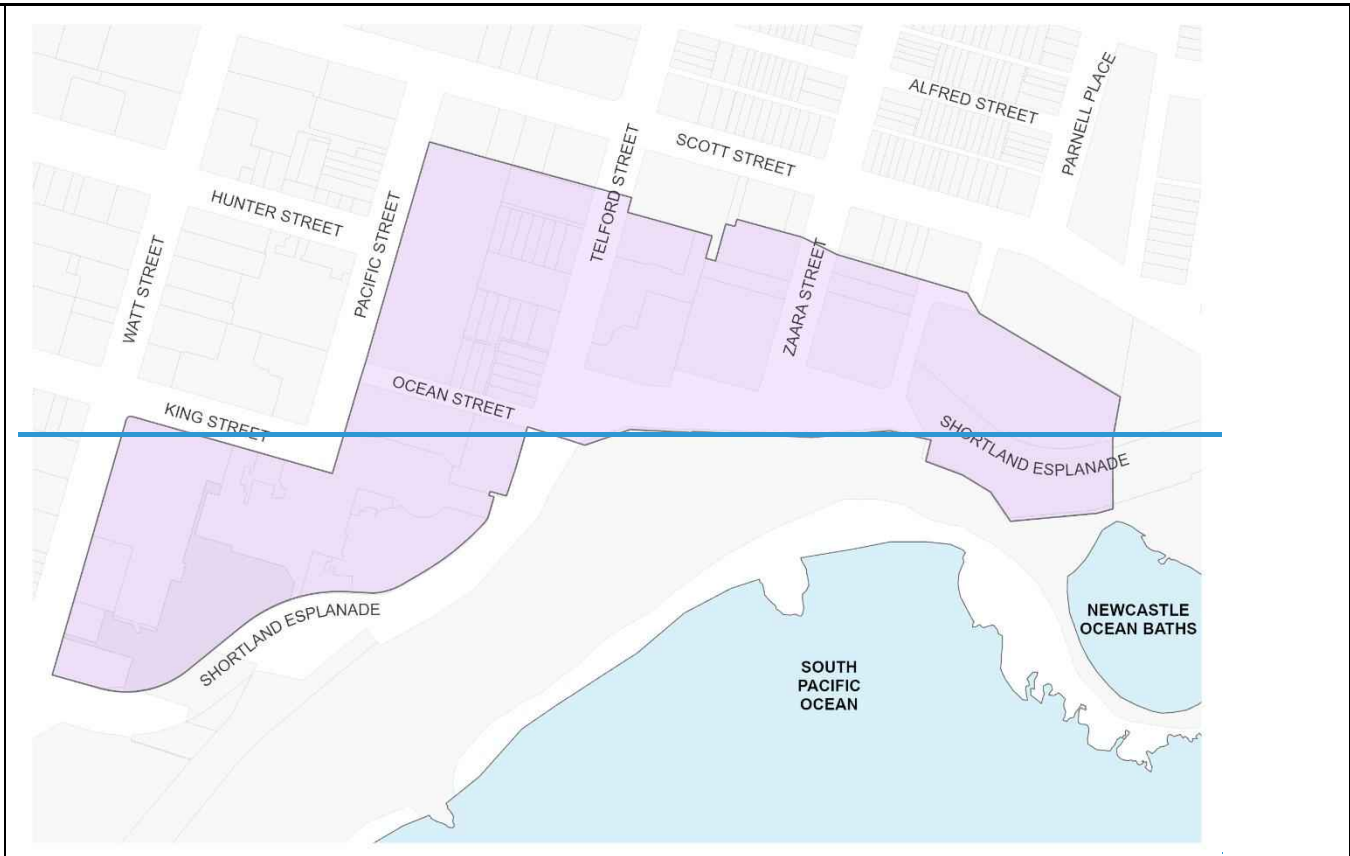 ALFRED STREET
PARNELL PLACE
SCOTT STREET
TELFORD STREET
HUNTER STREET
PACIFIC STREET
WATT STREET
ZAARA STREET
OCEAN STREET
KING STREET
SHORTLAND ESPLANADE
SHORTLAND ESPLANADE
NEWCASTLE
OCEAN BATHS
SOUTH
PACIFIC
OCEAN